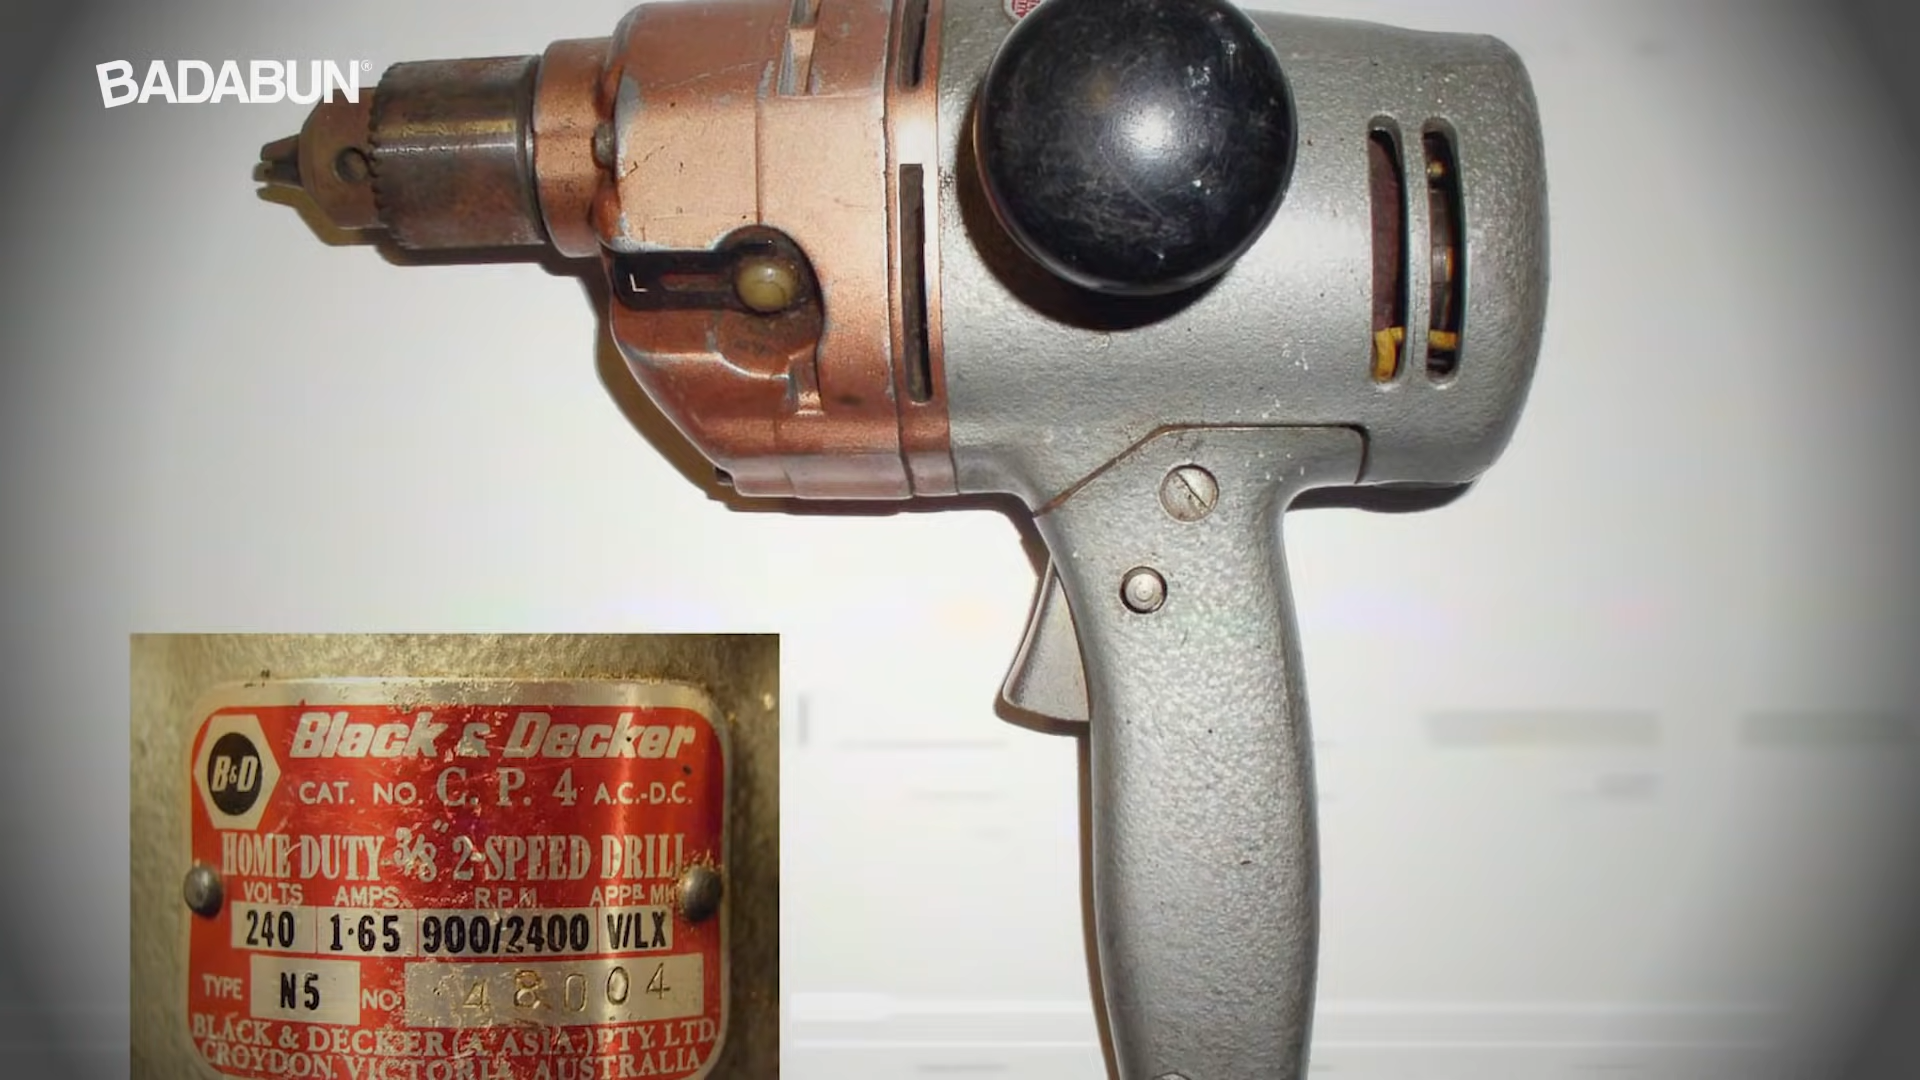 BADABUN®
L
Black & Decker
B&D
CAT. NO. C. P. 4 A.C.-D.C.
HOME DUTY 3/8" 2-SPEED DRILL
VOLTS AMPS. R.P.M. APPB. MK
240 1·65 900/2400 V/LX
TYPE N5 NO. 48004
BLACK & DECKER (A'ASIA.) PTY. LTD.
CROYDON, VICTORIA, AUSTRALIA